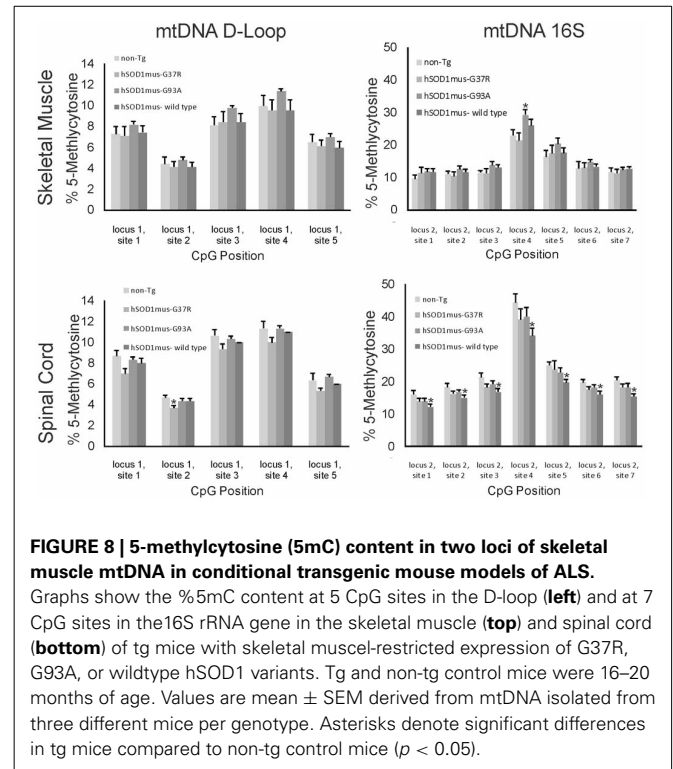 mtDNA D-Loop
mtDNA 16S
Skeletal Muscle
% 5-Methlycytosine
14
12
10
8
6
4
2
0
non-Tg
hSOD1mus-G37R
hSOD1mus-G93A
hSOD1mus- wild type
locus 1, site 1
locus 1, site 2
locus 1, site 3
locus 1, site 4
locus 1, site 5
CpG Position
% 5-Methlycytosine
50
40
30
20
10
0
non-Tg
hSOD1mus-G37R
hSOD1mus-G93A
hSOD1mus- wild type
*
locus 2, site 1
locus 2, site 2
locus 2, site 3
locus 2, site 4
locus 2, site 5
locus 2, site 6
locus 2, site 7
CpG Position
Spinal Cord
% 5-Methlycytosine
14
12
10
8
6
4
2
0
non-Tg
hSOD1mus-G37R
hSOD1mus-G93A
hSOD1mus- wild type
*
locus 1, site 1
locus 1, site 2
locus 1, site 3
locus 1, site 4
locus 1, site 5
CpG Position
% 5-Methlycytosine
50
40
30
20
10
non-Tg
hSOD1mus-G37R
hSOD1mus-G93A
hSOD1mus- wild type
* * * * * * *
locus 2, site 1
locus 2, site 2
locus 2, site 3
locus 2, site 4
locus 2, site 5
locus 2, site 6
locus 2, site 7
CpG Position
FIGURE 8 | 5-methylcytosine (5mC) content in two loci of skeletal
muscle mtDNA in conditional transgenic mouse models of ALS.
Graphs show the %5mC content at 5 CpG sites in the D-loop (left) and at 7
CpG sites in the16S rRNA gene in the skeletal muscle (top) and spinal cord
(bottom) of tg mice with skeletal muscel-restricted expression of G37R,
G93A, or wildtype hSOD1 variants. Tg and non-tg control mice were 16–20
months of age. Values are mean ± SEM derived from mtDNA isolated from
three different mice per genotype. Asterisks denote significant differences
in tg mice compared to non-tg control mice (p < 0.05).